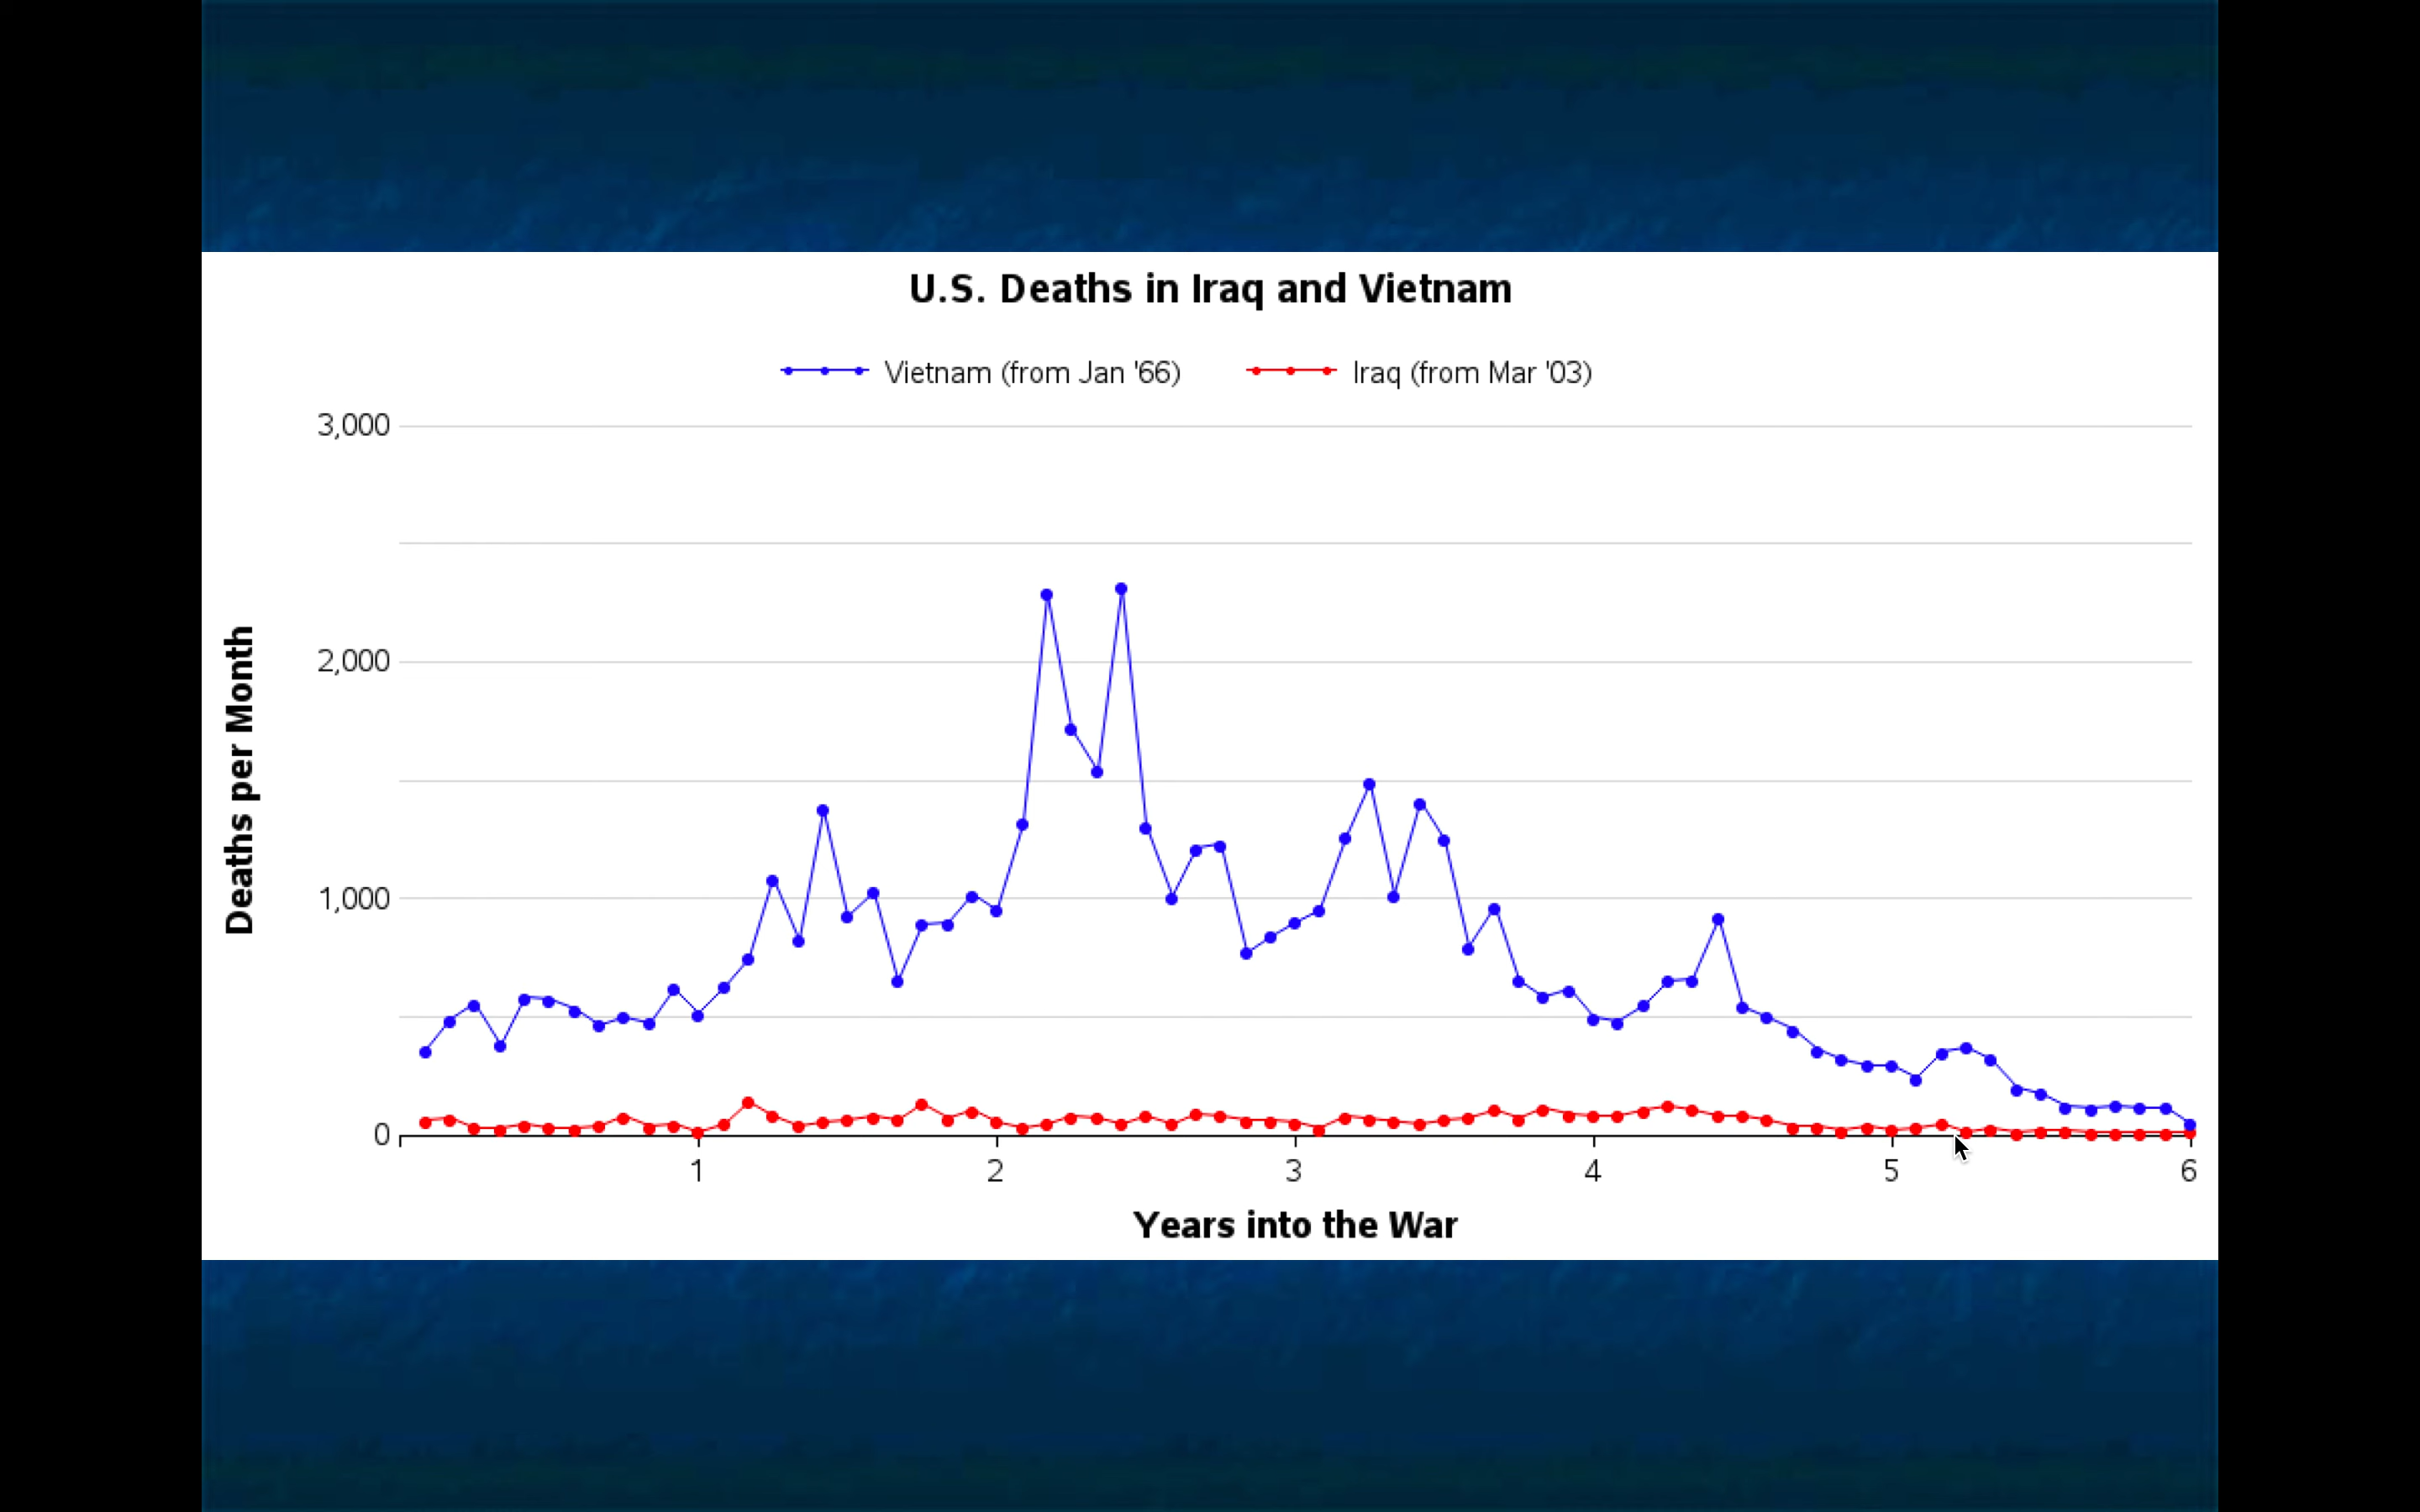 U.S. Deaths in Iraq and Vietnam
Vietnam (from Jan '66) Iraq (from Mar '03)
3,000
2,000
1,000
0
Deaths per Month
1 2 3 4 5 6
Years into the War